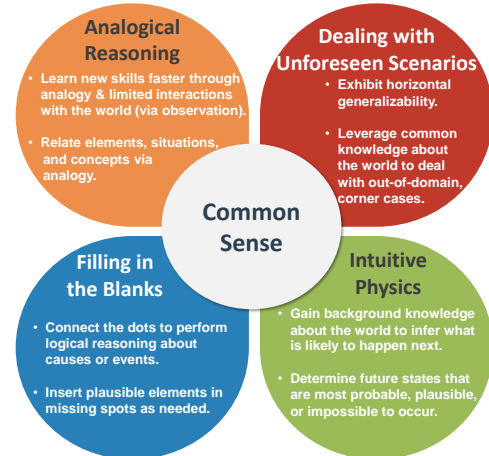 Analogical
Reasoning
• Learn new skills faster through
analogy & limited interactions
with the world (via observation).
• Relate elements, situations,
and concepts via
analogy.
Dealing with
Unforeseen Scenarios
• Exhibit horizontal
generalizability.
• Leverage common
knowledge about
the world to deal
with out-of-domain,
corner cases.
Common
Sense
Filling in
the Blanks
• Connect the dots to perform
logical reasoning about
causes or events.
• Insert plausible elements in
missing spots as needed.
Intuitive
Physics
• Gain background knowledge
about the world to infer what
is likely to happen next.
• Determine future states that
are most probable, plausible,
or impossible to occur.